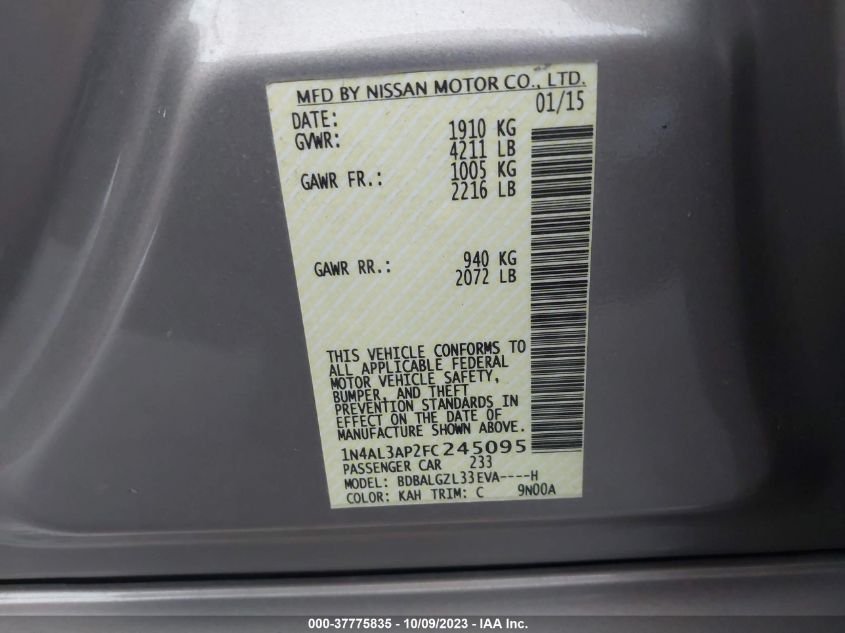 MFD BY NISSAN MOTOR CO., LTD.
DATE: 01/15
GVWR: 1910 KG
4211 LB
GAWR FR.: 1005 KG
2216 LB
GAWR RR.: 940 KG
2072 LB
THIS VEHICLE CONFORMS TO
ALL APPLICABLE FEDERAL
MOTOR VEHICLE SAFETY,
BUMPER, AND THEFT
PREVENTION STANDARDS IN
EFFECT ON THE DATE OF
MANUFACTURE SHOWN ABOVE.
1N4AL3AP2FC245095
PASSENGER CAR 233
MODEL: BDBALGZL33EVA----H
COLOR: KAH TRIM: C 9N00A
000-37775835 - 10/09/2023 - IAA Inc.